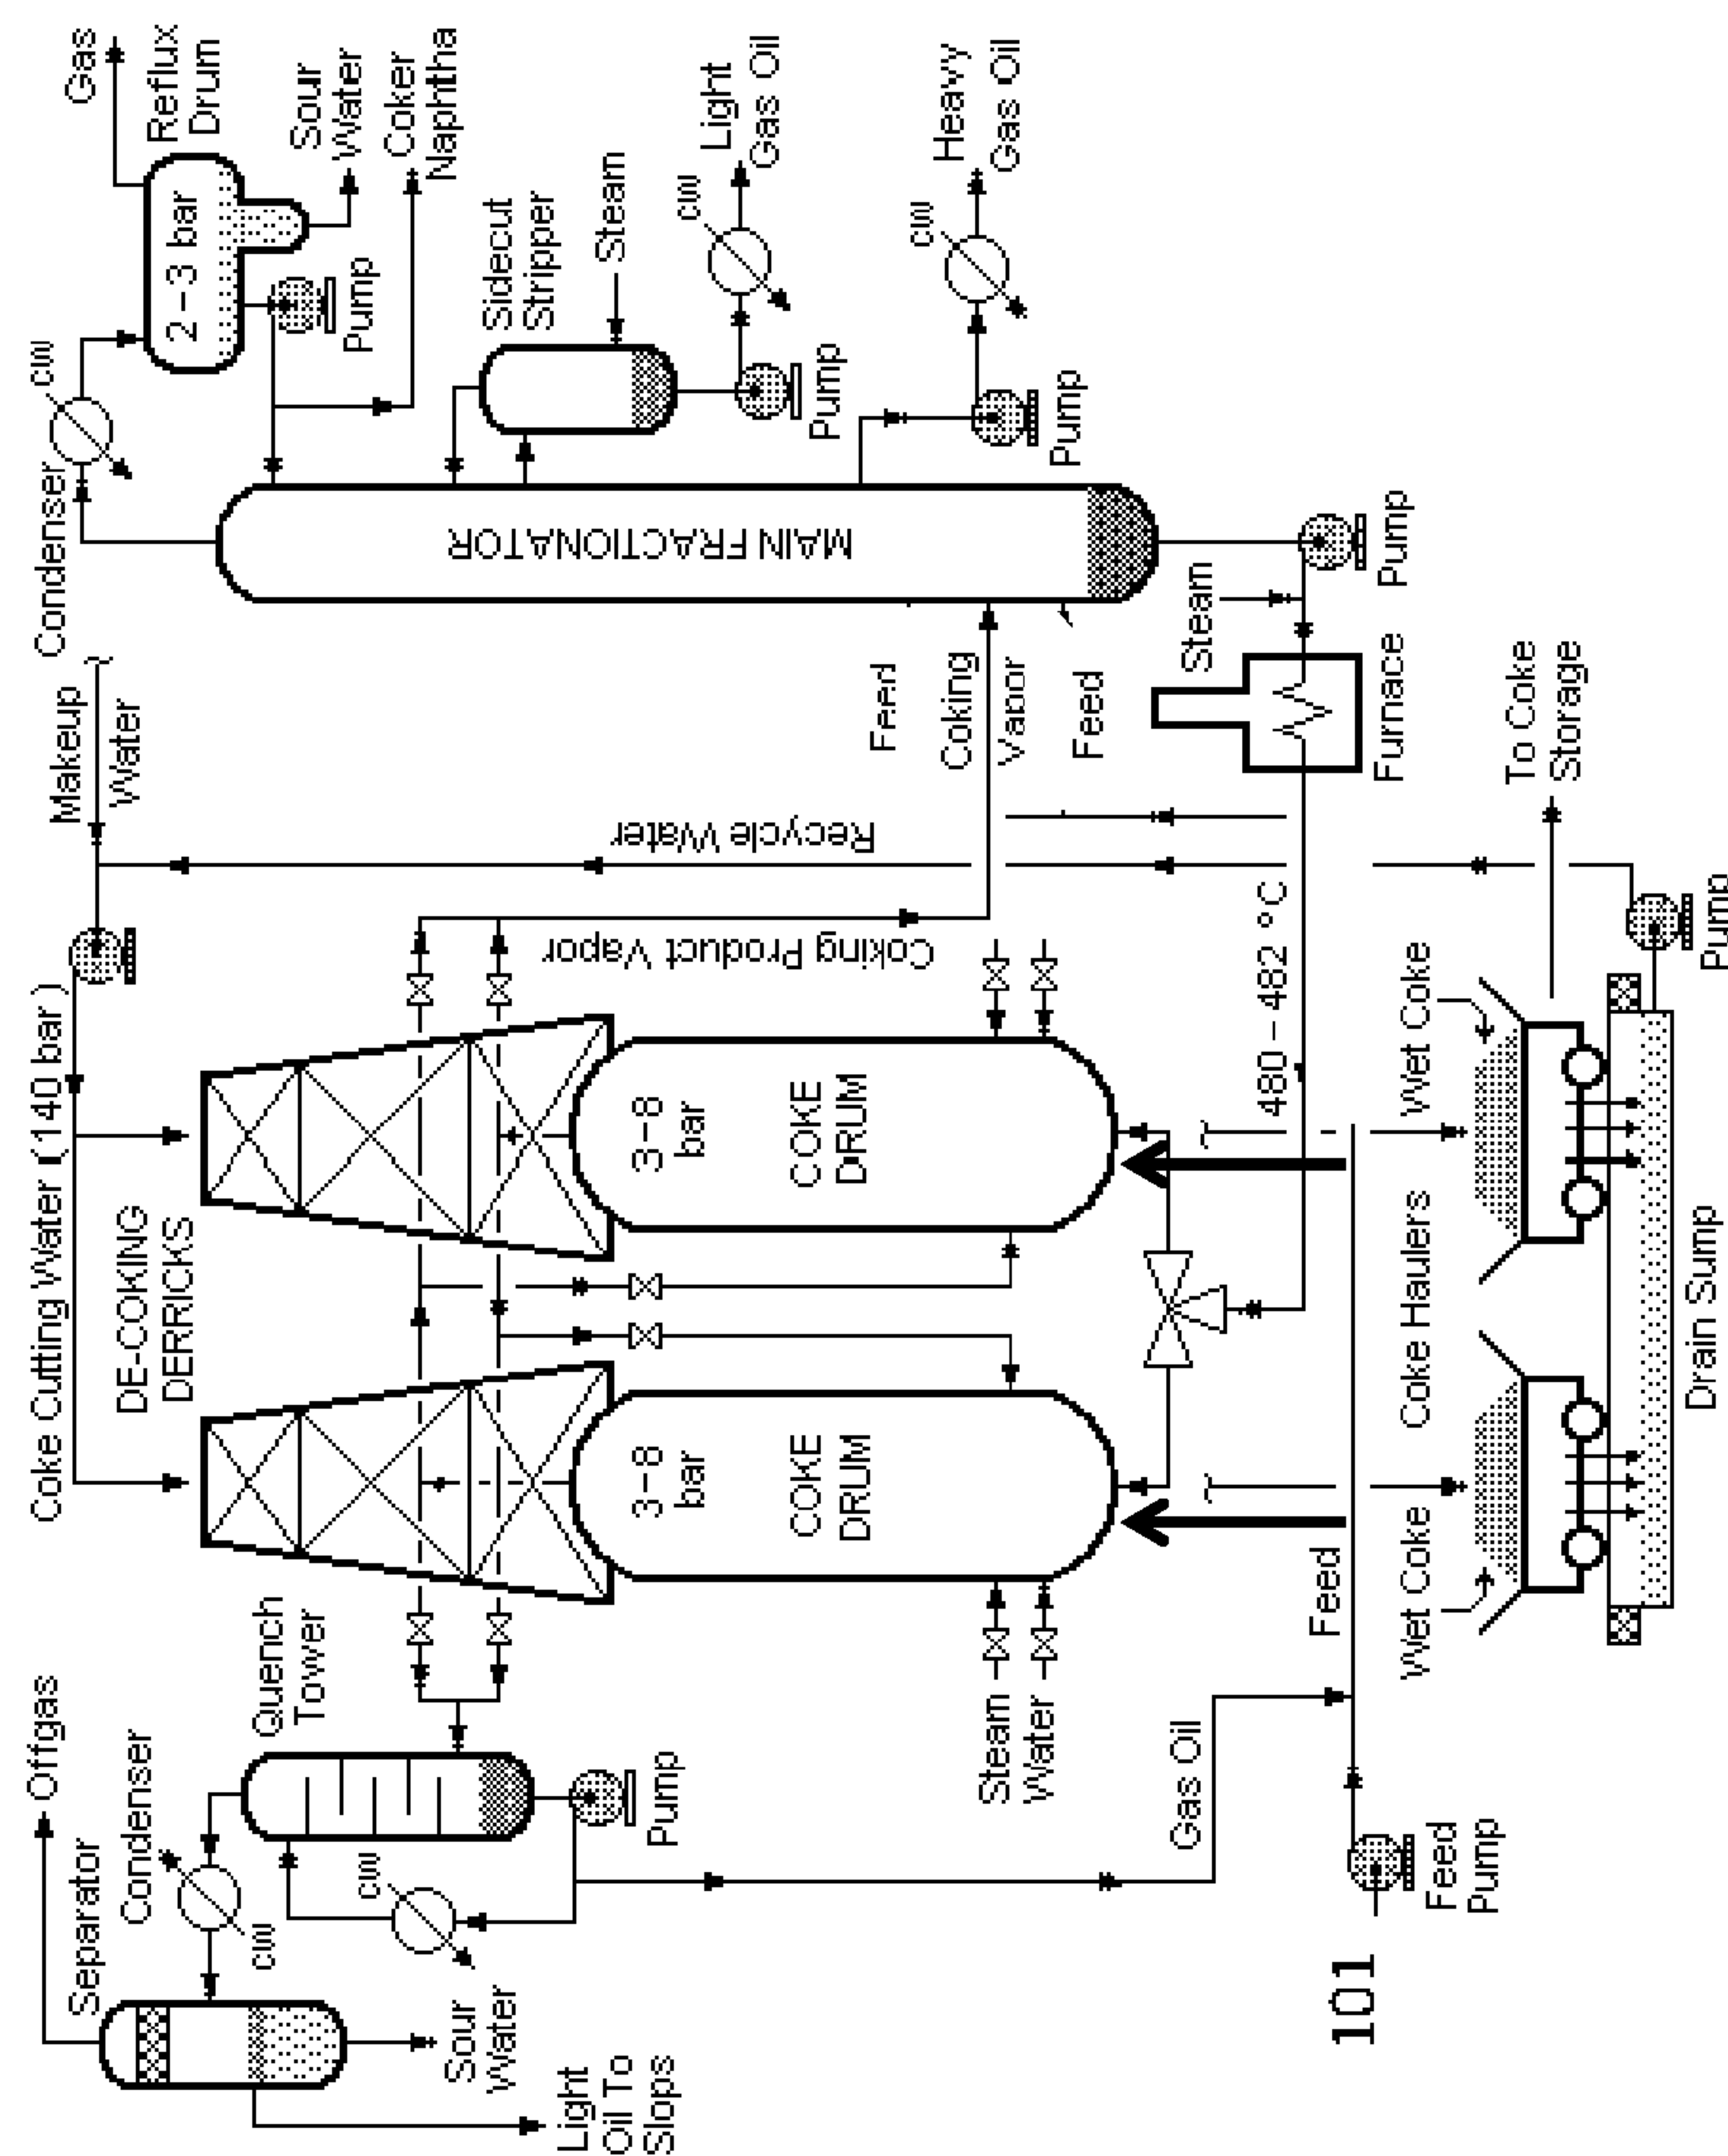 Gas
Reflux
Drum
2-3 bar
Sour
Water
Coker
Naphtha
Pump
cw
Condenser
Sidecut
Stripper
Steam
cw
Light
Gas Oil
Pump
cw
Heavy
Gas Oil
Pump
MAIN FRACTIONATOR
Pump
Steam
Furnace
Makeup
Water
Recycle Water
Feed
Coking
Vapor
Feed
To Coke
Storage
Coke Cutting Water (140 bar)
DE-COKING
DERRICKS
Coking Product Vapor
3-8
bar
COKE
DRUM
3-8
bar
COKE
DRUM
480-482 °C
Wet Coke
Coke Haulers
Wet Coke
Pump
Drain Sump
Offgas
Separator
Condenser
cw
Quench
Tower
cw
Pump
Sour
Water
Light
Oil To
Slops
Steam
Water
Gas Oil
Feed
Feed
Pump
101